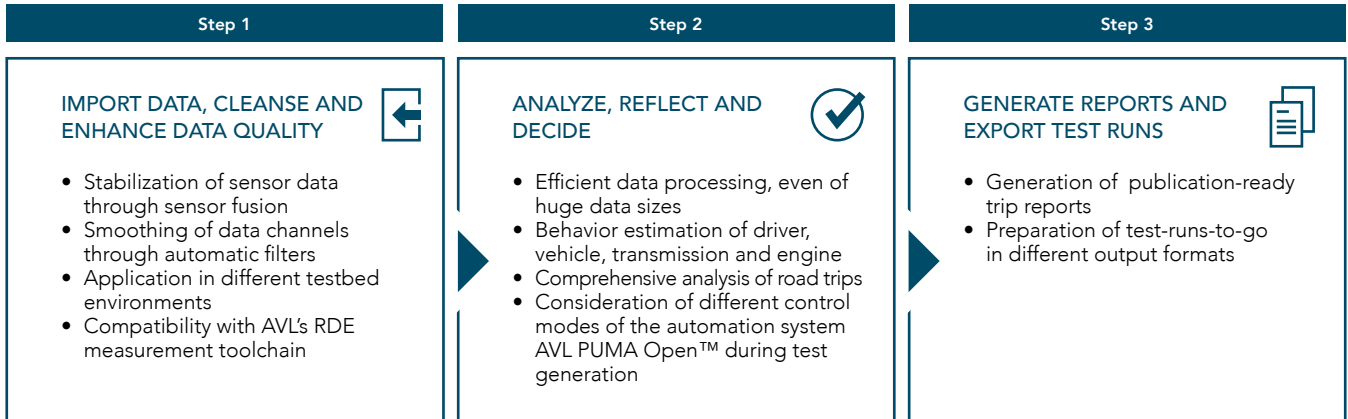 Step 1
IMPORT DATA, CLEANSE AND
ENHANCE DATA QUALITY
• Stabilization of sensor data
through sensor fusion
• Smoothing of data channels
through automatic filters
• Application in different testbed
environments
• Compatibility with AVL's RDE
measurement toolchain
Step 2
ANALYZE, REFLECT AND
DECIDE
• Efficient data processing, even of
huge data sizes
• Behavior estimation of driver,
vehicle, transmission and engine
• Comprehensive analysis of road trips
• Consideration of different control
modes of the automation system
AVL PUMA Open™ during test
generation
Step 3
GENERATE REPORTS AND
EXPORT TEST RUNS
• Generation of publication-ready
trip reports
• Preparation of test-runs-to-go
in different output formats